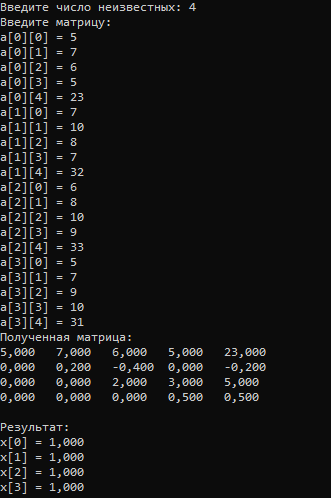 Введите число неизвестных: 4
Введите матрицу:
a[0][0] = 5
a[0][1] = 7
a[0][2] = 6
a[0][3] = 5
a[0][4] = 23
a[1][0] = 7
a[1][1] = 10
a[1][2] = 8
a[1][3] = 7
a[1][4] = 32
a[2][0] = 6
a[2][1] = 8
a[2][2] = 10
a[2][3] = 9
a[2][4] = 33
a[3][0] = 5
a[3][1] = 7
a[3][2] = 9
a[3][3] = 10
a[3][4] = 31
Полученная матрица:
5,000 7,000 6,000 5,000 23,000
0,000 0,200 -0,400 0,000 -0,200
0,000 0,000 2,000 3,000 5,000
0,000 0,000 0,000 0,500 0,500
Результат:
x[0] = 1,000
x[1] = 1,000
x[2] = 1,000
x[3] = 1,000